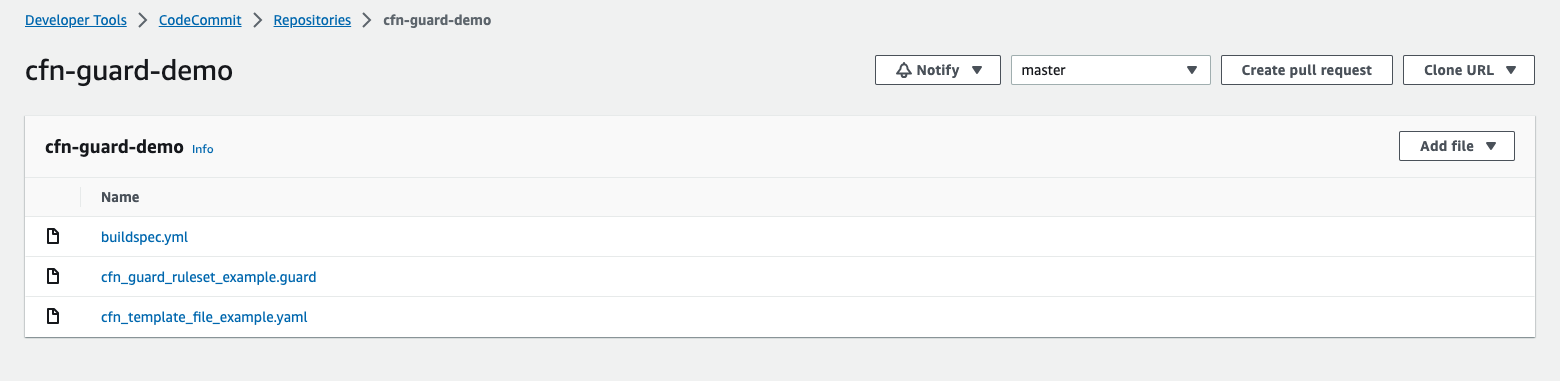 Developer Tools > CodeCommit > Repositories > cfn-guard-demo
cfn-guard-demo
Notify
master
Create pull request
Clone URL
cfn-guard-demo Info
Add file
Name
buildspec.yml
cfn_guard_ruleset_example.guard
cfn_template_file_example.yaml